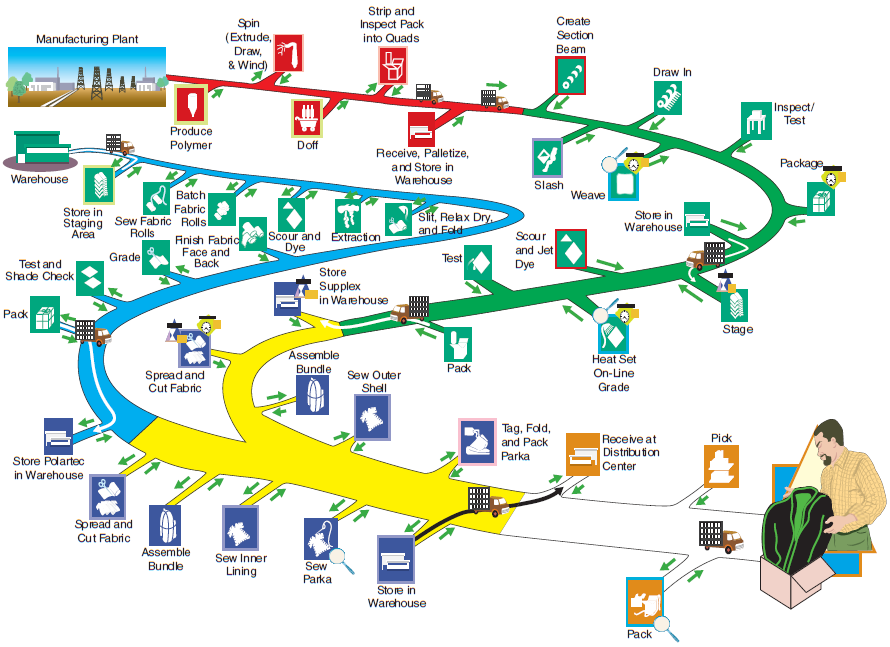 Manufacturing Plant
Spin
(Extrude,
Draw,
& Wind)
Strip and
Inspect Pack
into Quads
Create
Section
Beam
Draw In
Inspect/
Test
Produce
Polymer
Doff
Receive, Palletize,
and Store in
Warehouse
Slash
Weave
Package
Warehouse
Store in
Staging
Area
Sew Fabric
Rolls
Batch
Fabric
Rolls
Finish Fabric
Face and
Back
Scour and
Dye
Extraction
Slit, Relax Dry,
and Fold
Scour
and Jet
Dye
Store in
Warehouse
Test and
Shade Check
Grade
Store
Supplex
in Warehouse
Test
Stage
Pack
Spread and
Cut Fabric
Assemble
Bundle
Pack
Heat Set
On-Line
Grade
Sew Outer
Shell
Tag, Fold,
and Pack
Parka
Receive at
Distribution
Center
Pick
Store Polartec
in Warehouse
Spread and
Cut Fabric
Assemble
Bundle
Sew Inner
Lining
Sew
Parka
Store in
Warehouse
Pack